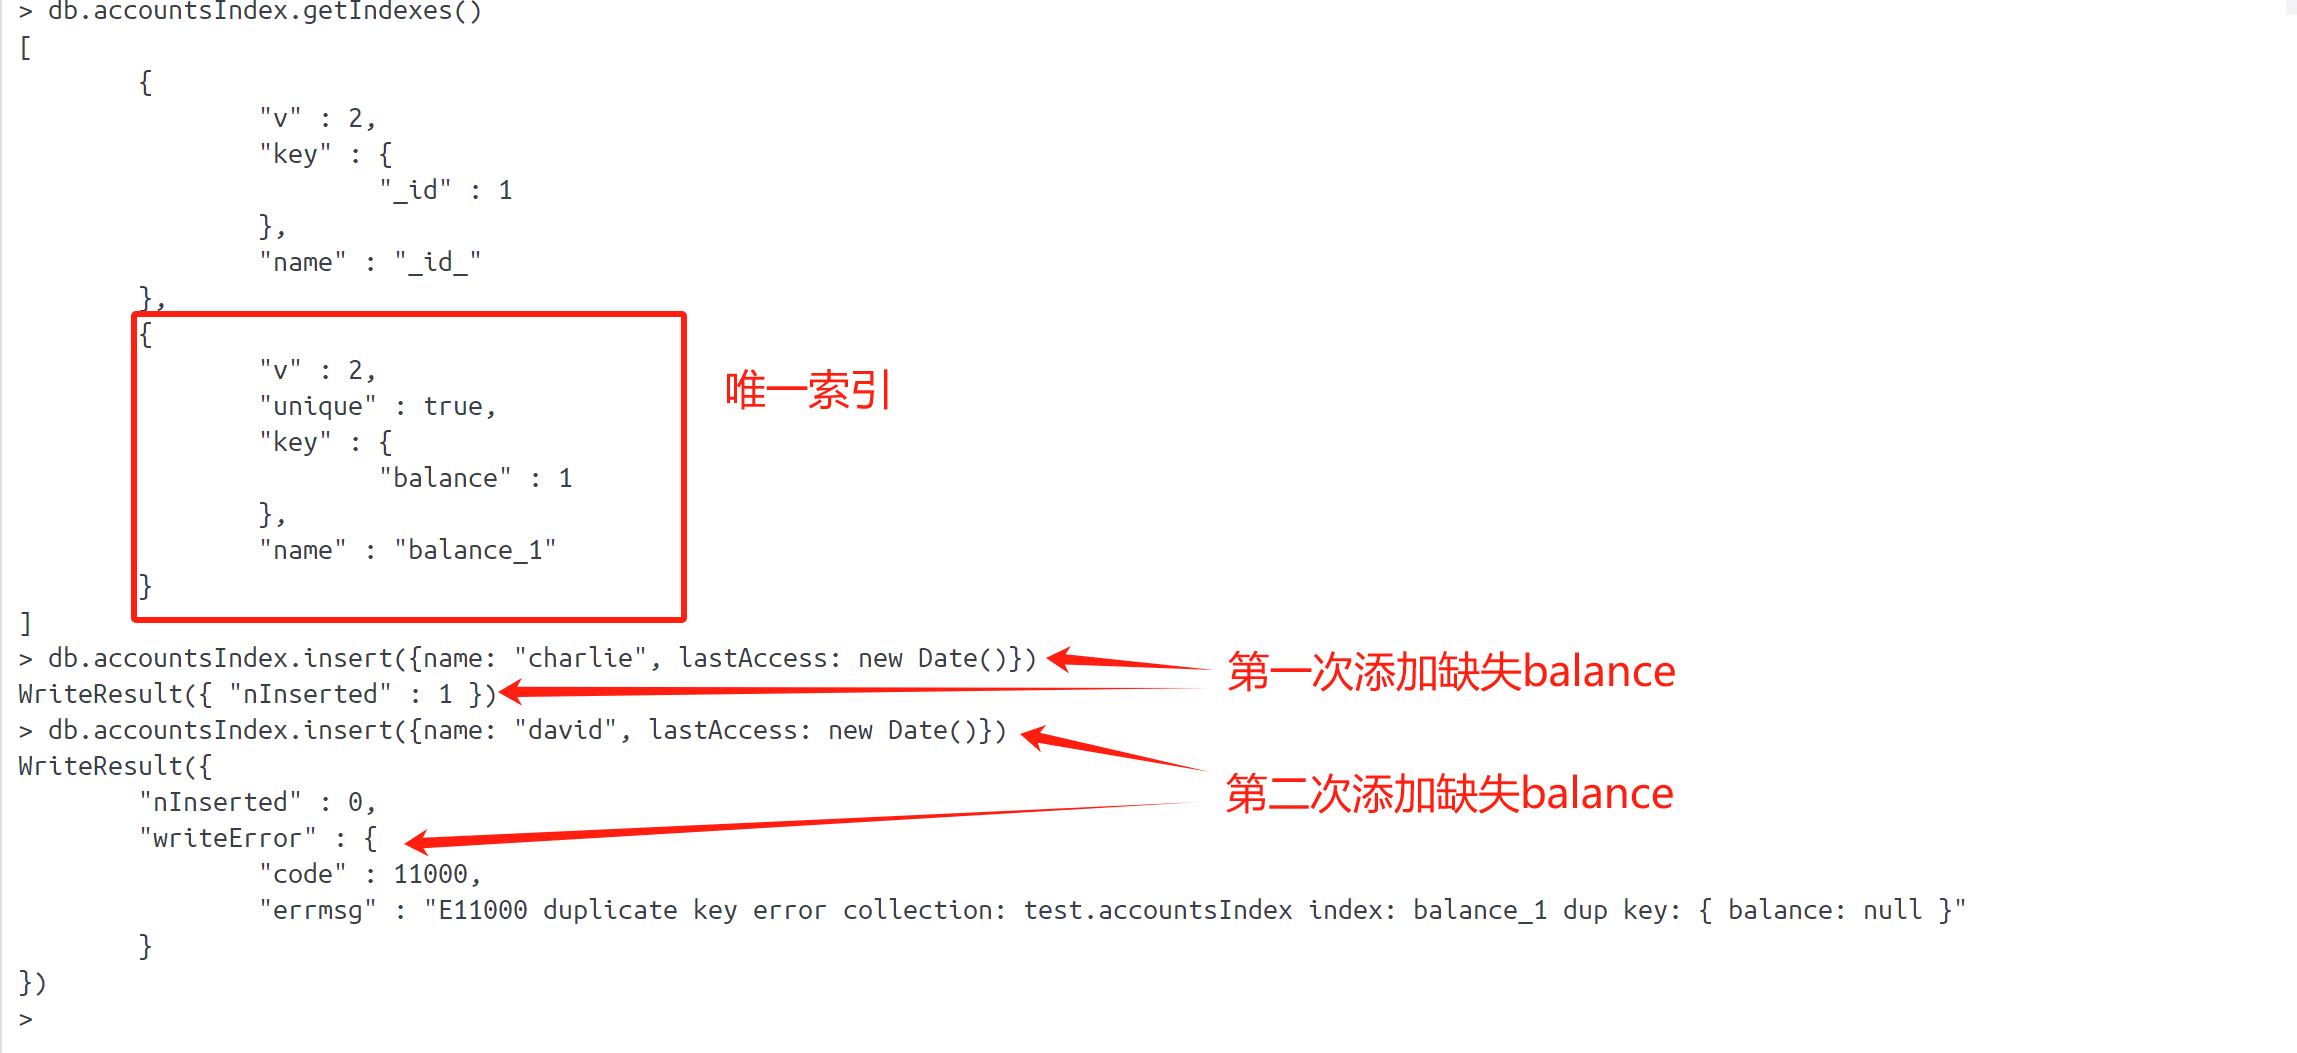 > db.accountsIndex.getIndexes()
[
{
"v" : 2,
"key" : {
"_id" : 1
},
"name" : "_id_"
},
{
"v" : 2,
"unique" : true,
"key" : {
"balance" : 1
},
"name" : "balance_1"
}
唯一索引
]
> db.accountsIndex.insert({name: "charlie", lastAccess: new Date()})
第一次添加缺失balance
WriteResult({ "nInserted" : 1 })
> db.accountsIndex.insert({name: "david", lastAccess: new Date()})
第二次添加缺失balance
WriteResult({
"nInserted" : 0,
"writeError" : {
"code" : 11000,
"errmsg" : "E11000 duplicate key error collection: test.accountsIndex index: balance_1 dup key: { balance: null }"
}
})
>